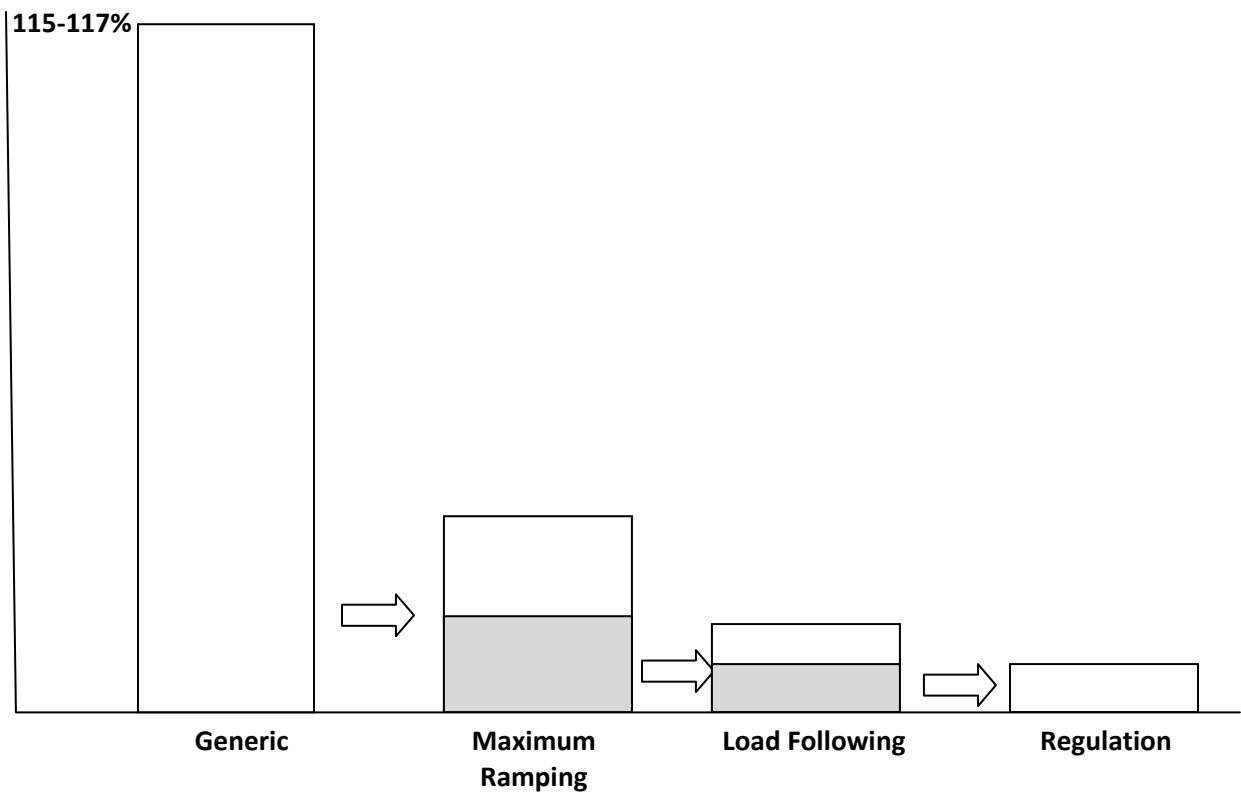 115-117%
Generic
Maximum
Ramping
Load Following
Regulation